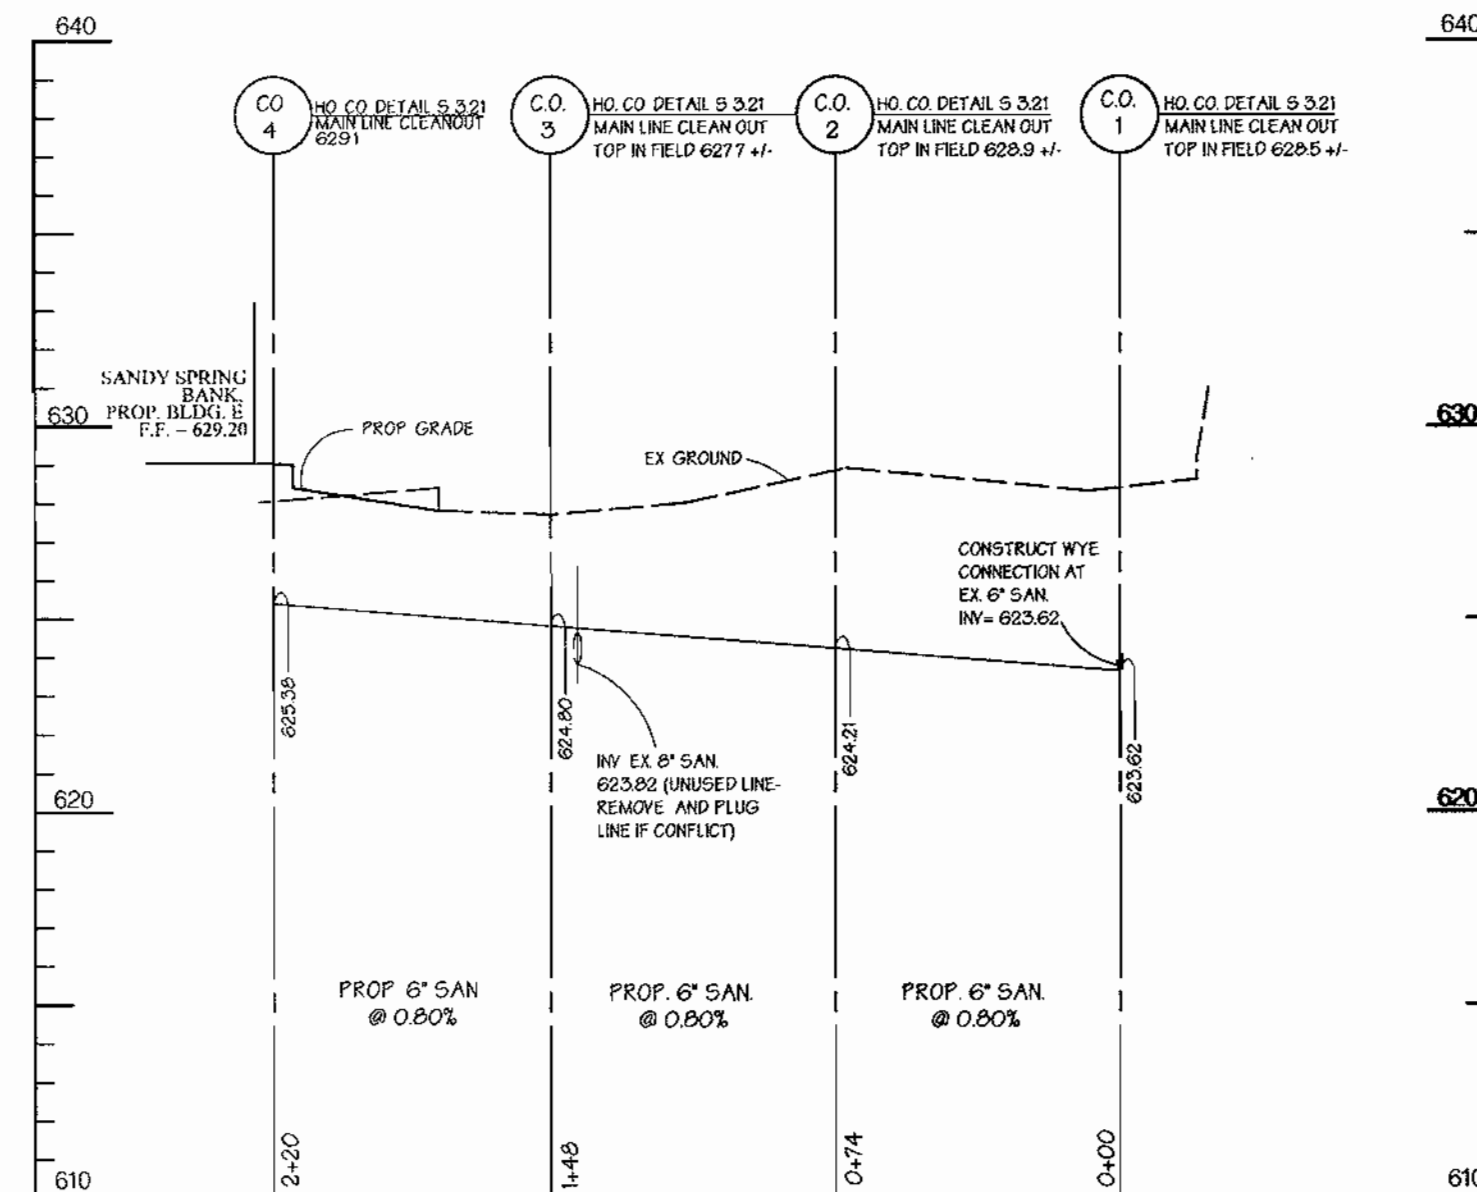 640
640
CO
4
HO. CO. DETAIL S 3.21
MAIN LINE CLEANOUT
6291
C.O.
3
HO. CO DETAIL S 3.21
MAIN LINE CLEAN OUT
TOP IN FIELD 6277 +/-
C.O.
2
HO. CO. DETAIL S 3.21
MAIN LINE CLEAN OUT
TOP IN FIELD 628.9 +/-
C.O.
1
HO. CO. DETAIL S 3.21
MAIN LINE CLEAN OUT
TOP IN FIELD 628.5 +/-
SANDY SPRING
BANK,
PROP. BLDG. E
F.F. – 629.20
630
630
PROP GRADE
EX GROUND
CONSTRUCT WYE
CONNECTION AT
EX. 6" SAN.
INV= 623.62
625.38
624.80
624.21
623.62
INV EX. 8" SAN.
623.82 (UNUSED LINE-
REMOVE AND PLUG
LINE IF CONFLICT)
620
620
PROP 6" SAN
@ 0.80%
PROP. 6" SAN.
@ 0.80%
PROP. 6" SAN.
@ 0.80%
2+20
1+48
0+74
0+00
610
610